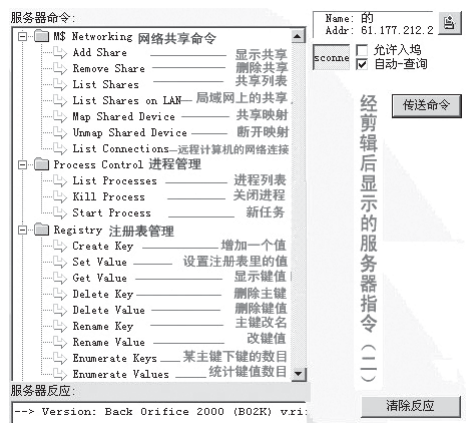 服务器命令:
M$ Networking 网络共享命令
Add Share 显示共享
Remove Share 删除共享
List Shares 共享列表
List Shares on LAN 局域网上的共享
Map Shared Device 共享映射
Unmap Shared Device 断开映射
List Connections 远程计算机的网络连接
Process Control 进程管理
List Processes 进程列表
Kill Process 关闭进程
Start Process 新任务
Registry 注册表管理
Create Key 增加一个值
Set Value 设置注册表里的值
Get Value 显示键值
Delete Key 删除主键
Delete Value 删除键值
Rename Key 主键改名
Rename Value 改键值
Enumerate Keys 某主键下键的数目
Enumerate Values 统计键值数目
服务器反应:
--> Version: Back Orifice 2000 (BO2K) v.ri
Name: 的
Addr: 61.177.212.2
sconne
允许入坞
自动-查询
传送命令
经剪辑后显示的服务器指令（二）
清除反应